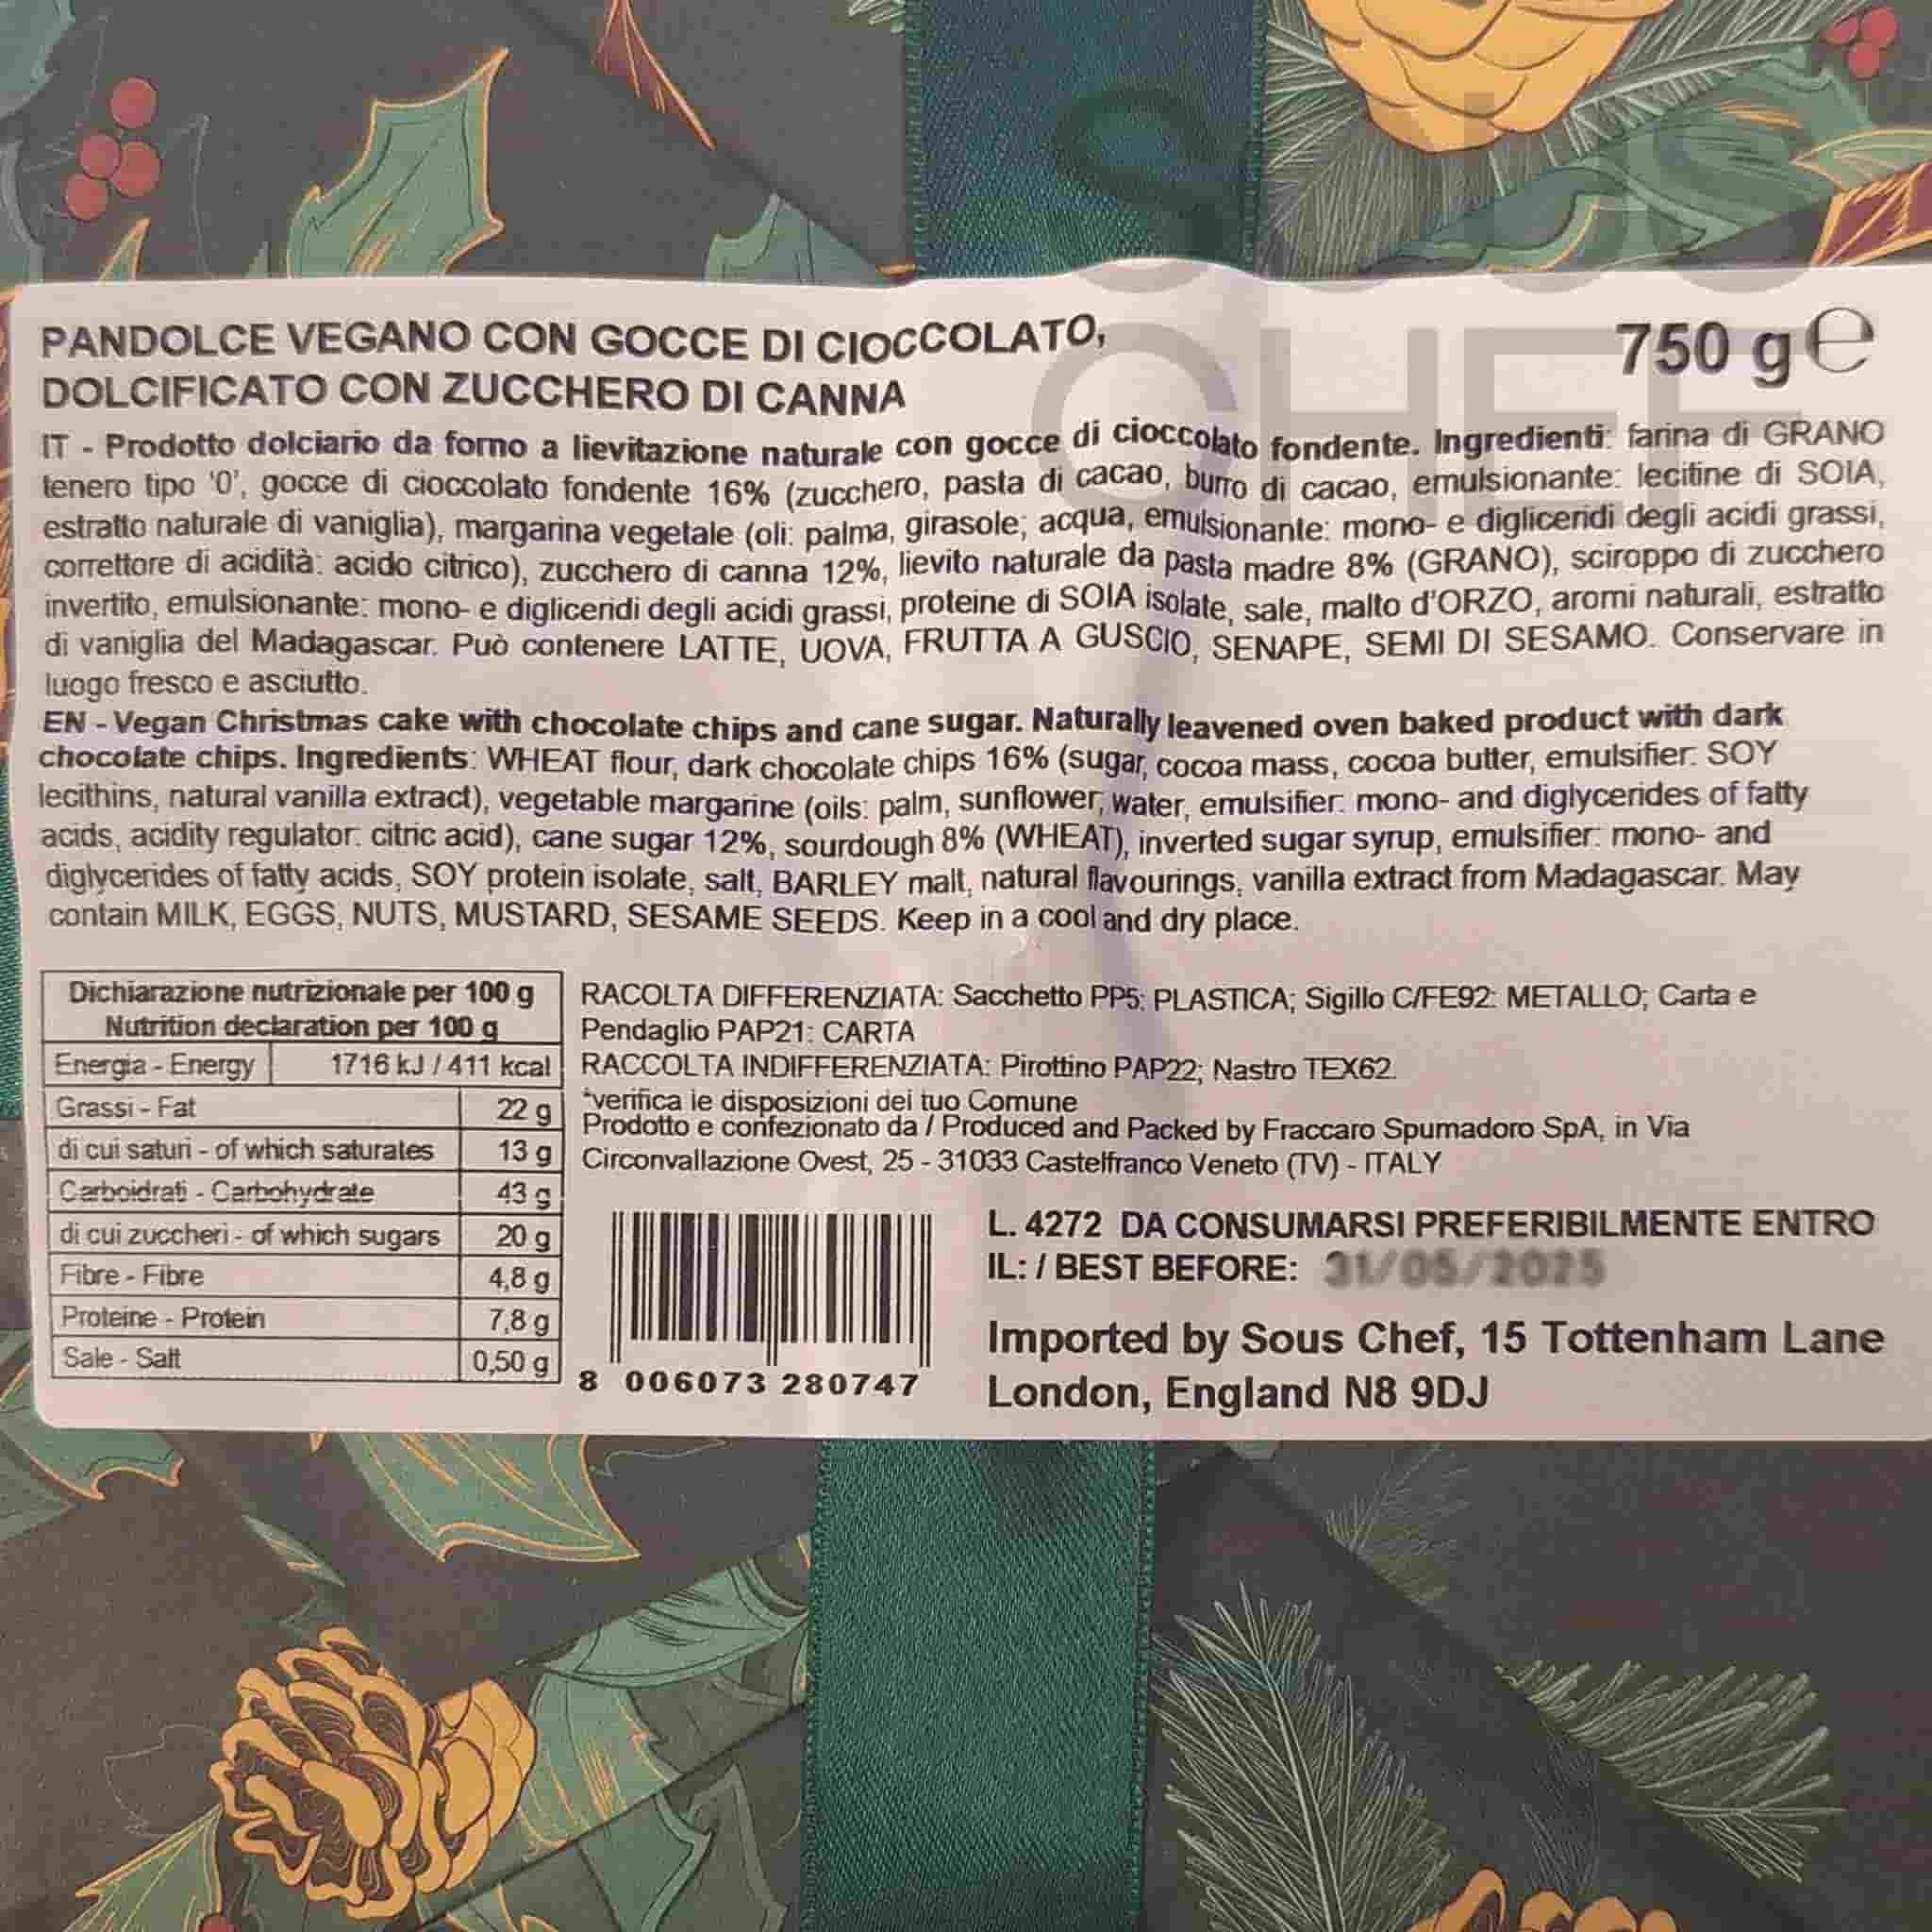 SOUS
CHEF
PANDOLCE VEGANO CON GOCCE DI CIOCCOLATO,
DOLCIFICATO CON ZUCCHERO DI CANNA
750 g e
IT - Prodotto dolciario da forno a lievitazione naturale con gocce di cioccolato fondente. Ingredienti: farina di GRANO
tenero tipo '0', gocce di cioccolato fondente 16% (zucchero, pasta di cacao, burro di cacao, emulsionante: lecitine di SOIA,
estratto naturale di vaniglia), margarina vegetale (oli: palma, girasole; acqua, emulsionante: mono- e digliceridi degli acidi grassi,
correttore di acidità: acido citrico), zucchero di canna 12%, lievito naturale da pasta madre 8% (GRANO), sciroppo di zucchero
invertito, emulsionante: mono- e digliceridi degli acidi grassi, proteine di SOIA isolate, sale, malto d'ORZO, aromi naturali, estratto
di vaniglia del Madagascar. Può contenere LATTE, UOVA, FRUTTA A GUSCIO, SENAPE, SEMI DI SESAMO. Conservare in
luogo fresco e asciutto.
EN - Vegan Christmas cake with chocolate chips and cane sugar. Naturally leavened oven baked product with dark
chocolate chips. Ingredients: WHEAT flour, dark chocolate chips 16% (sugar, cocoa mass, cocoa butter, emulsifier: SOY
lecithins, natural vanilla extract), vegetable margarine (oils: palm, sunflower; water, emulsifier: mono- and diglycerides of fatty
acids, acidity regulator: citric acid), cane sugar 12%, sourdough 8% (WHEAT), inverted sugar syrup, emulsifier: mono- and
diglycerides of fatty acids, SOY protein isolate, salt, BARLEY malt, natural flavourings, vanilla extract from Madagascar. May
contain MILK, EGGS, NUTS, MUSTARD, SESAME SEEDS. Keep in a cool and dry place.
Dichiarazione nutrizionale per 100 g
Nutrition declaration per 100 g
Energia - Energy 1716 kJ / 411 kcal
Grassi - Fat 22 g
di cui saturi - of which saturates 13 g
Carboidrati - Carbohydrate 43 g
di cui zuccheri - of which sugars 20 g
Fibre - Fibre 4,8 g
Proteine - Protein 7,8 g
Sale - Salt 0,50 g
RACOLTA DIFFERENZIATA: Sacchetto PP5: PLASTICA; Sigillo C/FE92: METALLO; Carta e
Pendaglio PAP21: CARTA
RACCOLTA INDIFFERENZIATA: Pirottino PAP22; Nastro TEX62.
*verifica le disposizioni del tuo Comune
Prodotto e confezionato da / Produced and Packed by Fraccaro Spumadoro SpA, in Via
Circonvallazione Ovest, 25 - 31033 Castelfranco Veneto (TV) - ITALY
8 006073 280747
L. 4272 DA CONSUMARSI PREFERIBILMENTE ENTRO
IL: / BEST BEFORE: 31/05/2025
Imported by Sous Chef, 15 Tottenham Lane
London, England N8 9DJ